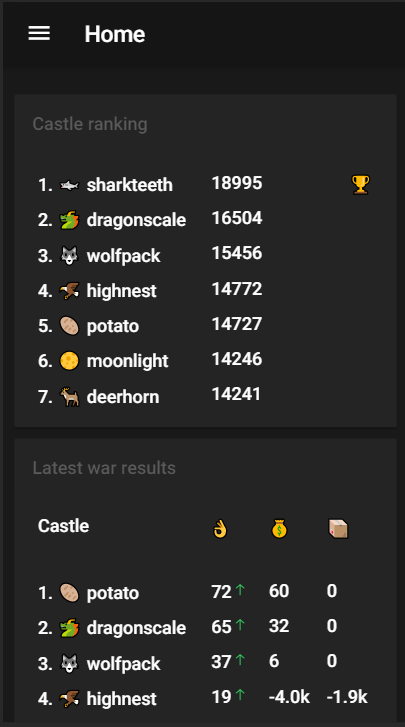 Home
Castle ranking
1. 🦈 sharkteeth 18995 🏆
2. 🐲 dragonscale 16504
3. 🐺 wolfpack 15456
4. 🦅 highnest 14772
5. 🥔 potato 14727
6. 🌕 moonlight 14246
7. 🦌 deerhorn 14241
Latest war results
Castle 👌 💰 📦
1. 🥔 potato 72↑ 60 0
2. 🐲 dragonscale 65↑ 32 0
3. 🐺 wolfpack 37↑ 6 0
4. 🦅 highnest 19↑ -4.0k -1.9k